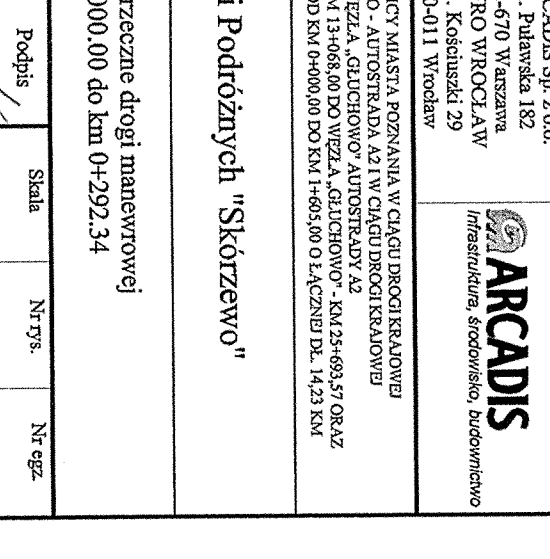 CADIS Sp. z o.o.
. Puławska 182
-670 Warszawa
RO WROCŁAW
. Kościuszki 29
0-011 Wrocław
ARCADIS
Infrastruktura, środowisko, budownictwo
ICY MIASTA POZNANIA W CIĄGU DROGI KRAJOWEJ
O - AUTOSTRADA A2 I W CIĄGU DROGI KRAJOWEJ
ĘZŁA „GŁUCHOWO" AUTOSTRADY A2
M 13+068,00 DO WĘZŁA „GŁUCHOWO" - KM 25+693,57 ORAZ
OD KM 0+000,00 DO KM 1+605,00 O ŁĄCZNEJ DŁ. 14,23 KM
i Podróżnych "Skórzewo"
rzeczne drogi manewrowej
000.00 do km 0+292.34
Podpis Skala Nr rys. Nr egz